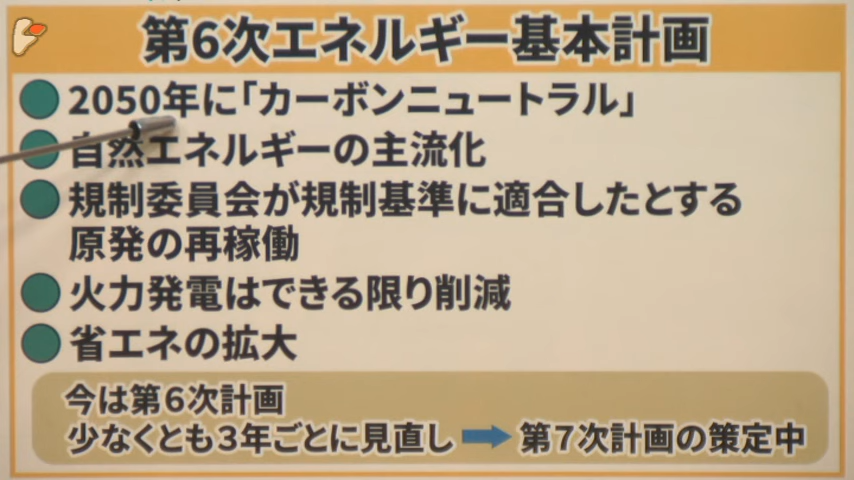 第6次エネルギー基本計画
2050年に「カーボンニュートラル」
自然エネルギーの主流化
規制委員会が規制基準に適合したとする
原発の再稼働
火力発電はできる限り削減
省エネの拡大
今は第6次計画
少なくとも3年ごとに見直し➡第7次計画の策定中